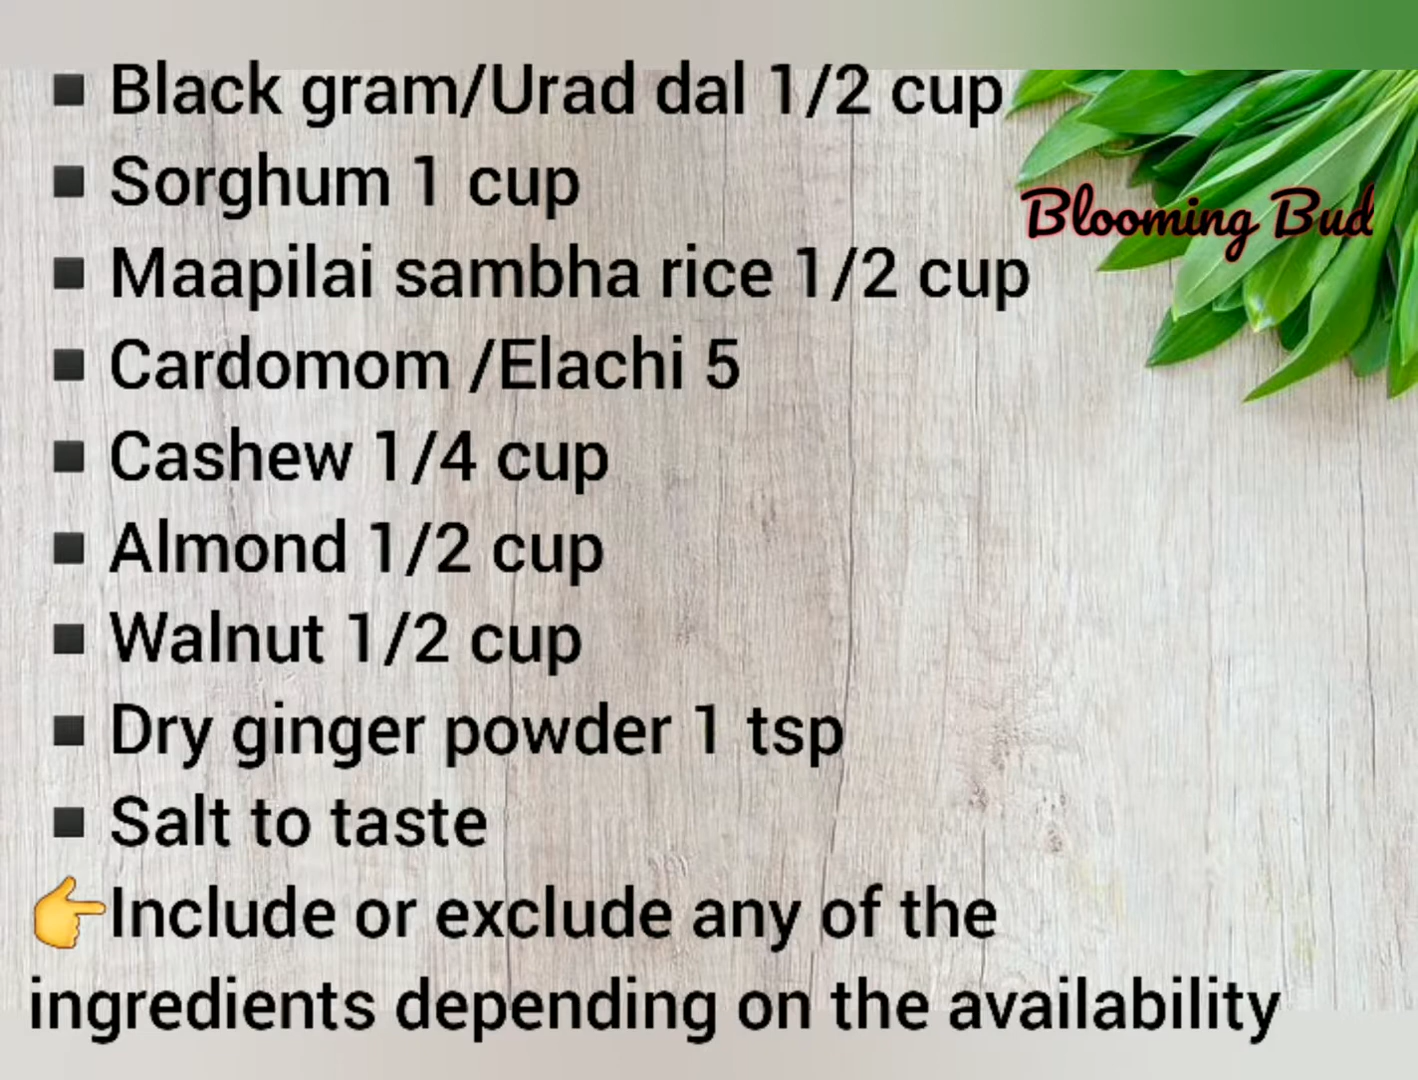 ▪ Black gram/Urad dal 1/2 cup
▪ Sorghum 1 cup
Blooming Bud
▪ Maapilai sambha rice 1/2 cup
▪ Cardomom /Elachi 5
▪ Cashew 1/4 cup
▪ Almond 1/2 cup
▪ Walnut 1/2 cup
▪ Dry ginger powder 1 tsp
▪ Salt to taste
👉Include or exclude any of the
ingredients depending on the availability